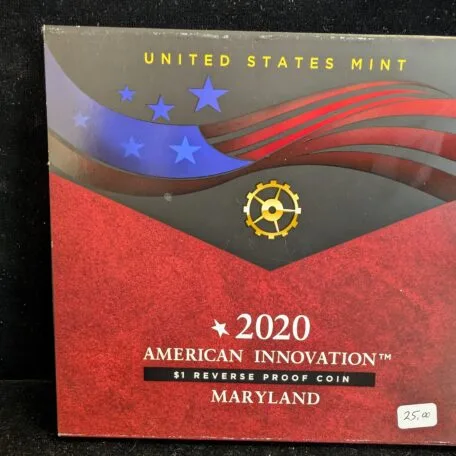 UNITED STATES MINT
2020
AMERICAN INNOVATION™
$1 REVERSE PROOF COIN
MARYLAND
25.00